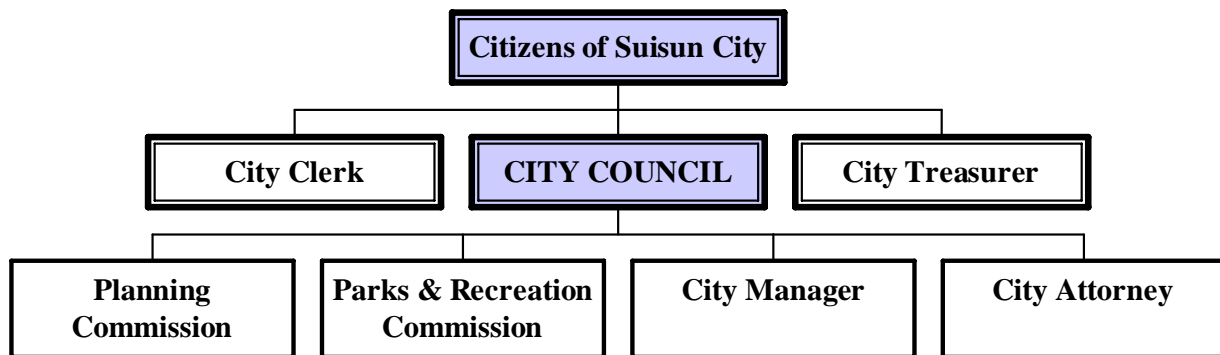 Citizens of Suisun City
City Clerk
CITY COUNCIL
City Treasurer
Planning
Commission
Parks & Recreation
Commission
City Manager
City Attorney